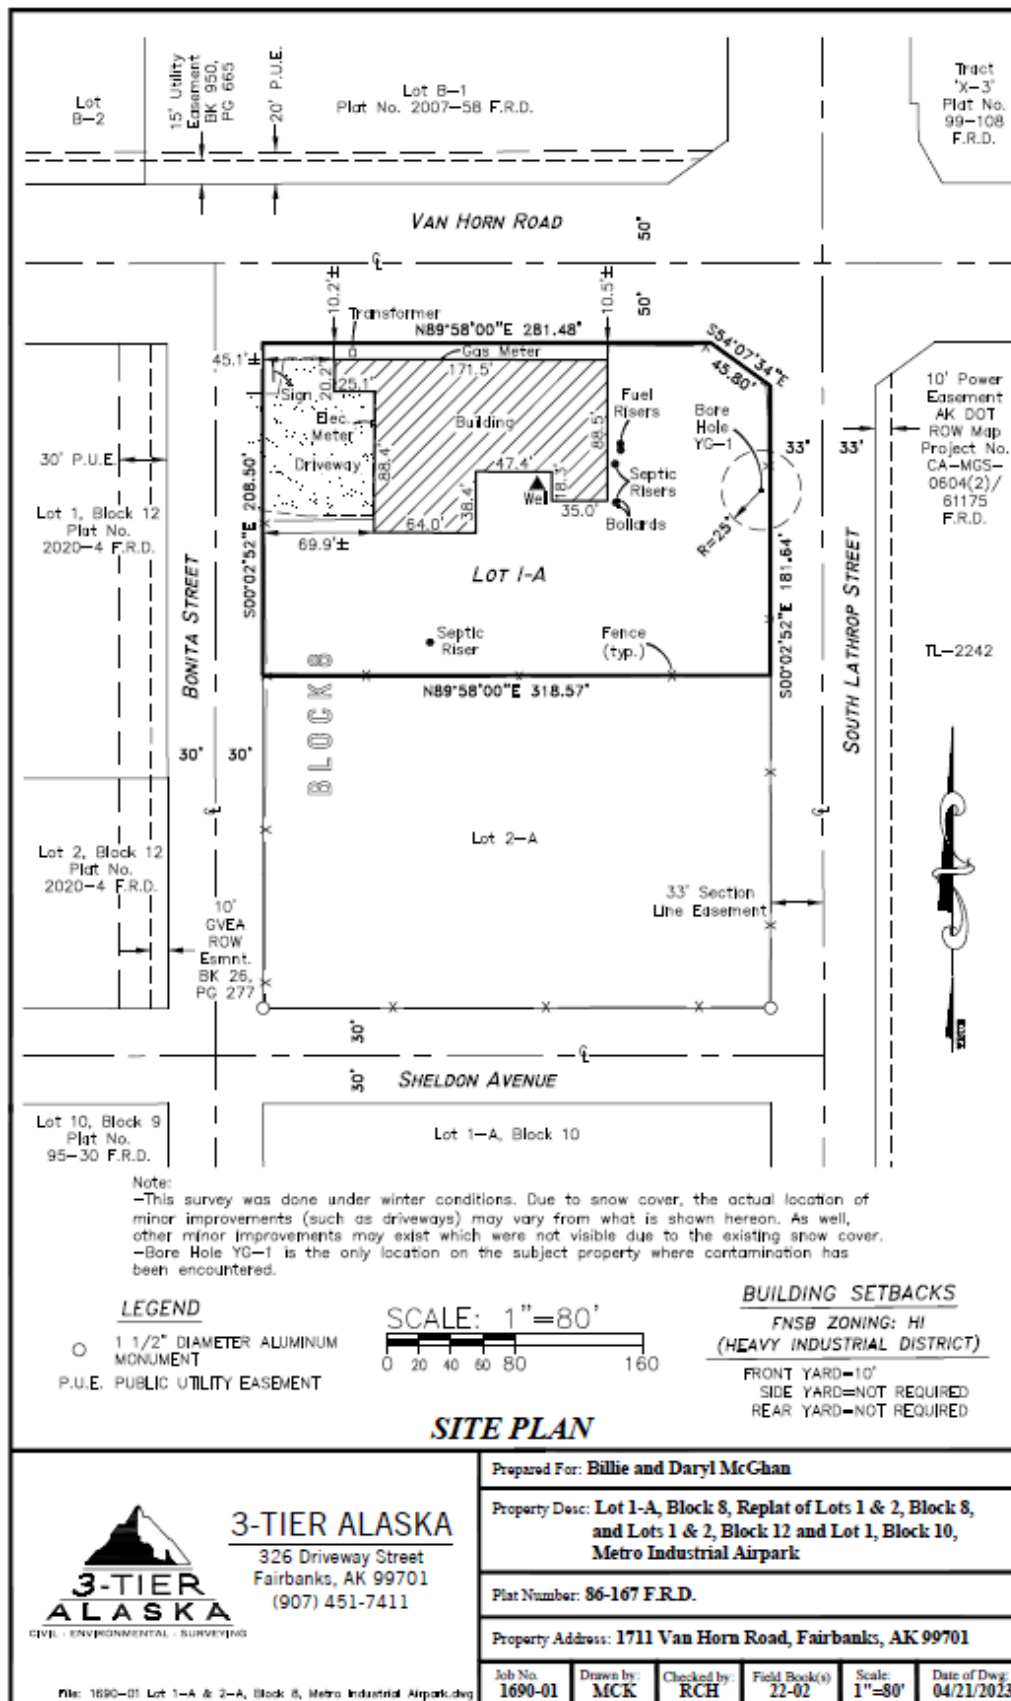 Lot
B-2
15' Utility
Easement
BK 950,
PG 665
20' P.U.E.
Lot B-1
Plat No. 2007-58 F.R.D.
Tract
'X-3'
Plat No.
99-108
F.R.D.
VAN HORN ROAD
50'
50'
10.2'±
10.5'±
Transformer
N89°58'00"E 281.48'
S54°07'34"E
45.80'
45.1'±
Gas Meter
171.5'
20.2'
25.1'
Sign
Elec.
Meter
Driveway
Building
88.4'
88.5'
Fuel
Risers
Bore
Hole
YG-1
33'
33'
10' Power
Easement
AK DOT
ROW Map
Project No.
CA-MGS-
0604(2)/
61175
F.R.D.
30' P.U.E.
Lot 1, Block 12
Plat No.
2020-4 F.R.D.
S00°02'52"E 208.50'
47.4'
Well
18.3'
38.4'
64.0'
35.0'
Septic
Risers
Bollards
R=25'
69.9'±
LOT 1-A
S00°02'52"E 181.64'
BONITA STREET
SOUTH LATHROP STREET
Septic
Riser
Fence
(typ.)
TL-2242
N89°58'00"E 318.57'
BLOCK 8
30'
30'
Lot 2-A
Lot 2, Block 12
Plat No.
2020-4 F.R.D.
33' Section
Line Easement
10'
GVEA
ROW
Esmnt.
BK 26,
PG 277
30'
SHELDON AVENUE
30'
Lot 10, Block 9
Plat No.
95-30 F.R.D.
Lot 1-A, Block 10
Note:
-This survey was done under winter conditions. Due to snow cover, the actual location of
minor improvements (such as driveways) may vary from what is shown hereon. As well,
other minor improvements may exist which were not visible due to the existing snow cover.
-Bore Hole YG-1 is the only location on the subject property where contamination has
been encountered.
LEGEND
1 1/2" DIAMETER ALUMINUM
MONUMENT
P.U.E. PUBLIC UTILITY EASEMENT
SCALE: 1"=80'
0 20 40 60 80 160
BUILDING SETBACKS
FNSB ZONING: HI
(HEAVY INDUSTRIAL DISTRICT)
FRONT YARD=10'
SIDE YARD=NOT REQUIRED
REAR YARD=NOT REQUIRED
SITE PLAN
3-TIER
ALASKA
CIVIL - ENVIRONMENTAL - SURVEYING
3-TIER ALASKA
326 Driveway Street
Fairbanks, AK 99701
(907) 451-7411
File: 1690-01 Lot 1-A & 2-A, Block 8, Metro Industrial Airpark.dwg
Prepared For: Billie and Daryl McGhan
Property Desc: Lot 1-A, Block 8, Replat of Lots 1 & 2, Block 8,
and Lots 1 & 2, Block 12 and Lot 1, Block 10,
Metro Industrial Airpark
Plat Number: 86-167 F.R.D.
Property Address: 1711 Van Horn Road, Fairbanks, AK 99701
Job No. 1690-01
Drawn by: MCK
Checked by: RCH
Field Book(s) 22-02
Scale: 1"=80'
Date of Dwg: 04/21/2023